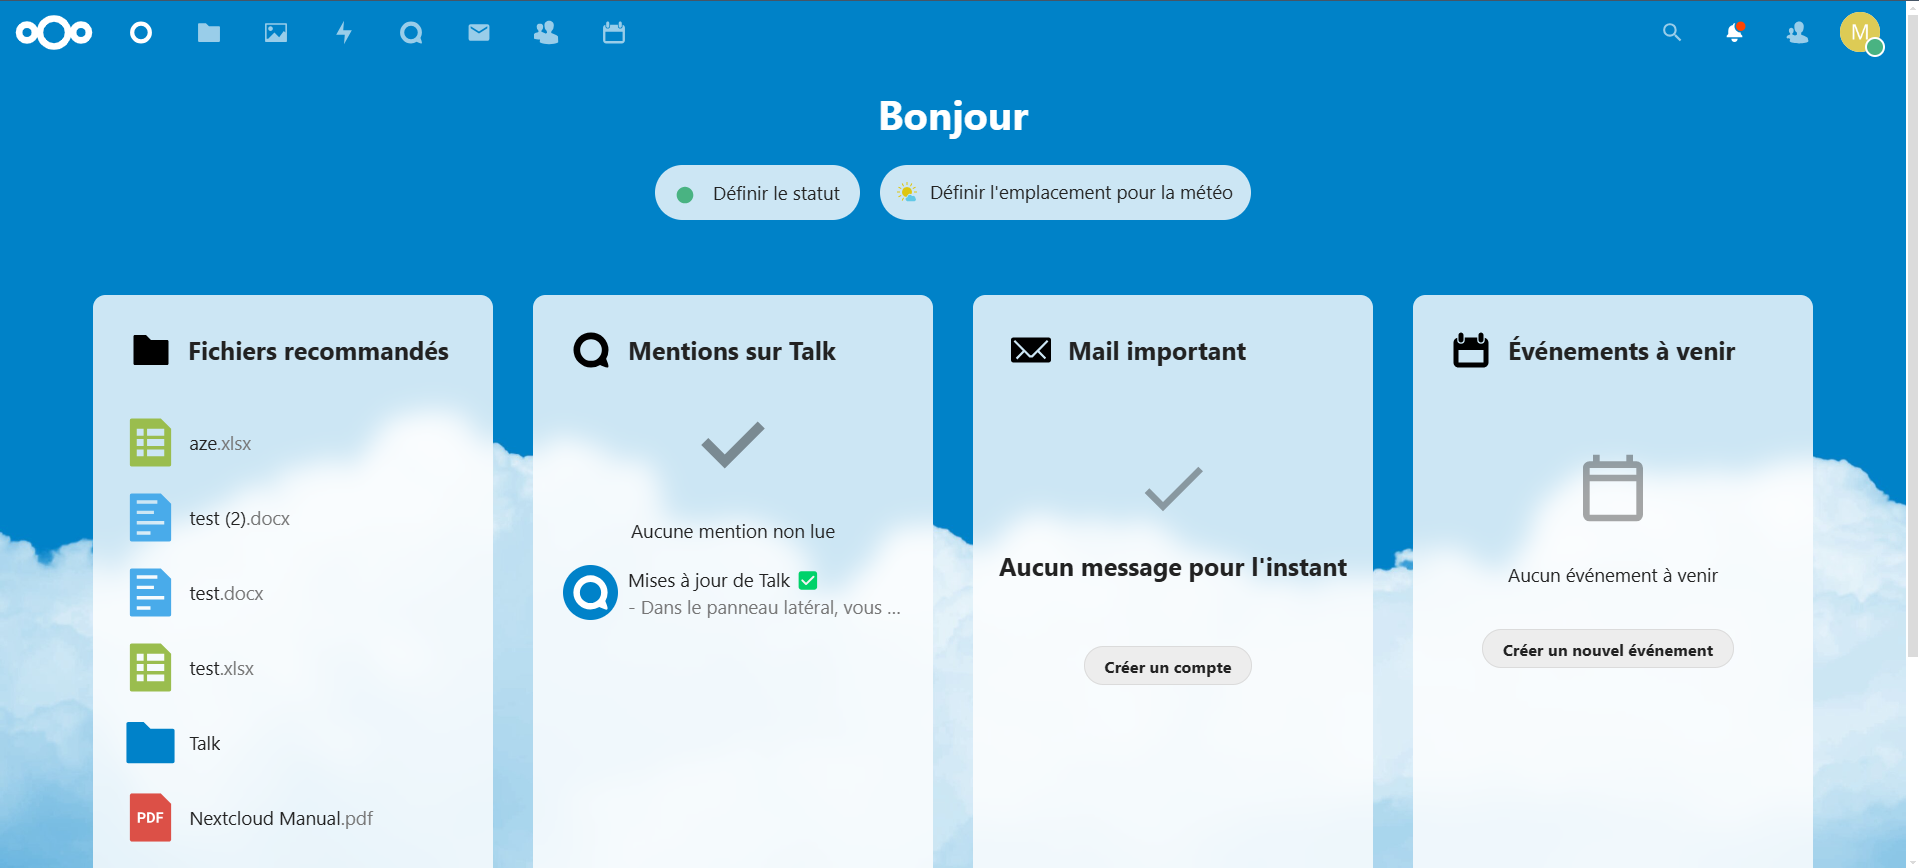 M
Bonjour
Définir le statut
Définir l'emplacement pour la météo
Fichiers recommandés
aze.xlsx
test (2).docx
test.docx
test.xlsx
Talk
PDF
Nextcloud Manual.pdf
Mentions sur Talk
Aucune mention non lue
Mises à jour de Talk ✅
- Dans le panneau latéral, vous ...
Mail important
Aucun message pour l'instant
Créer un compte
Événements à venir
Aucun événement à venir
Créer un nouvel événement